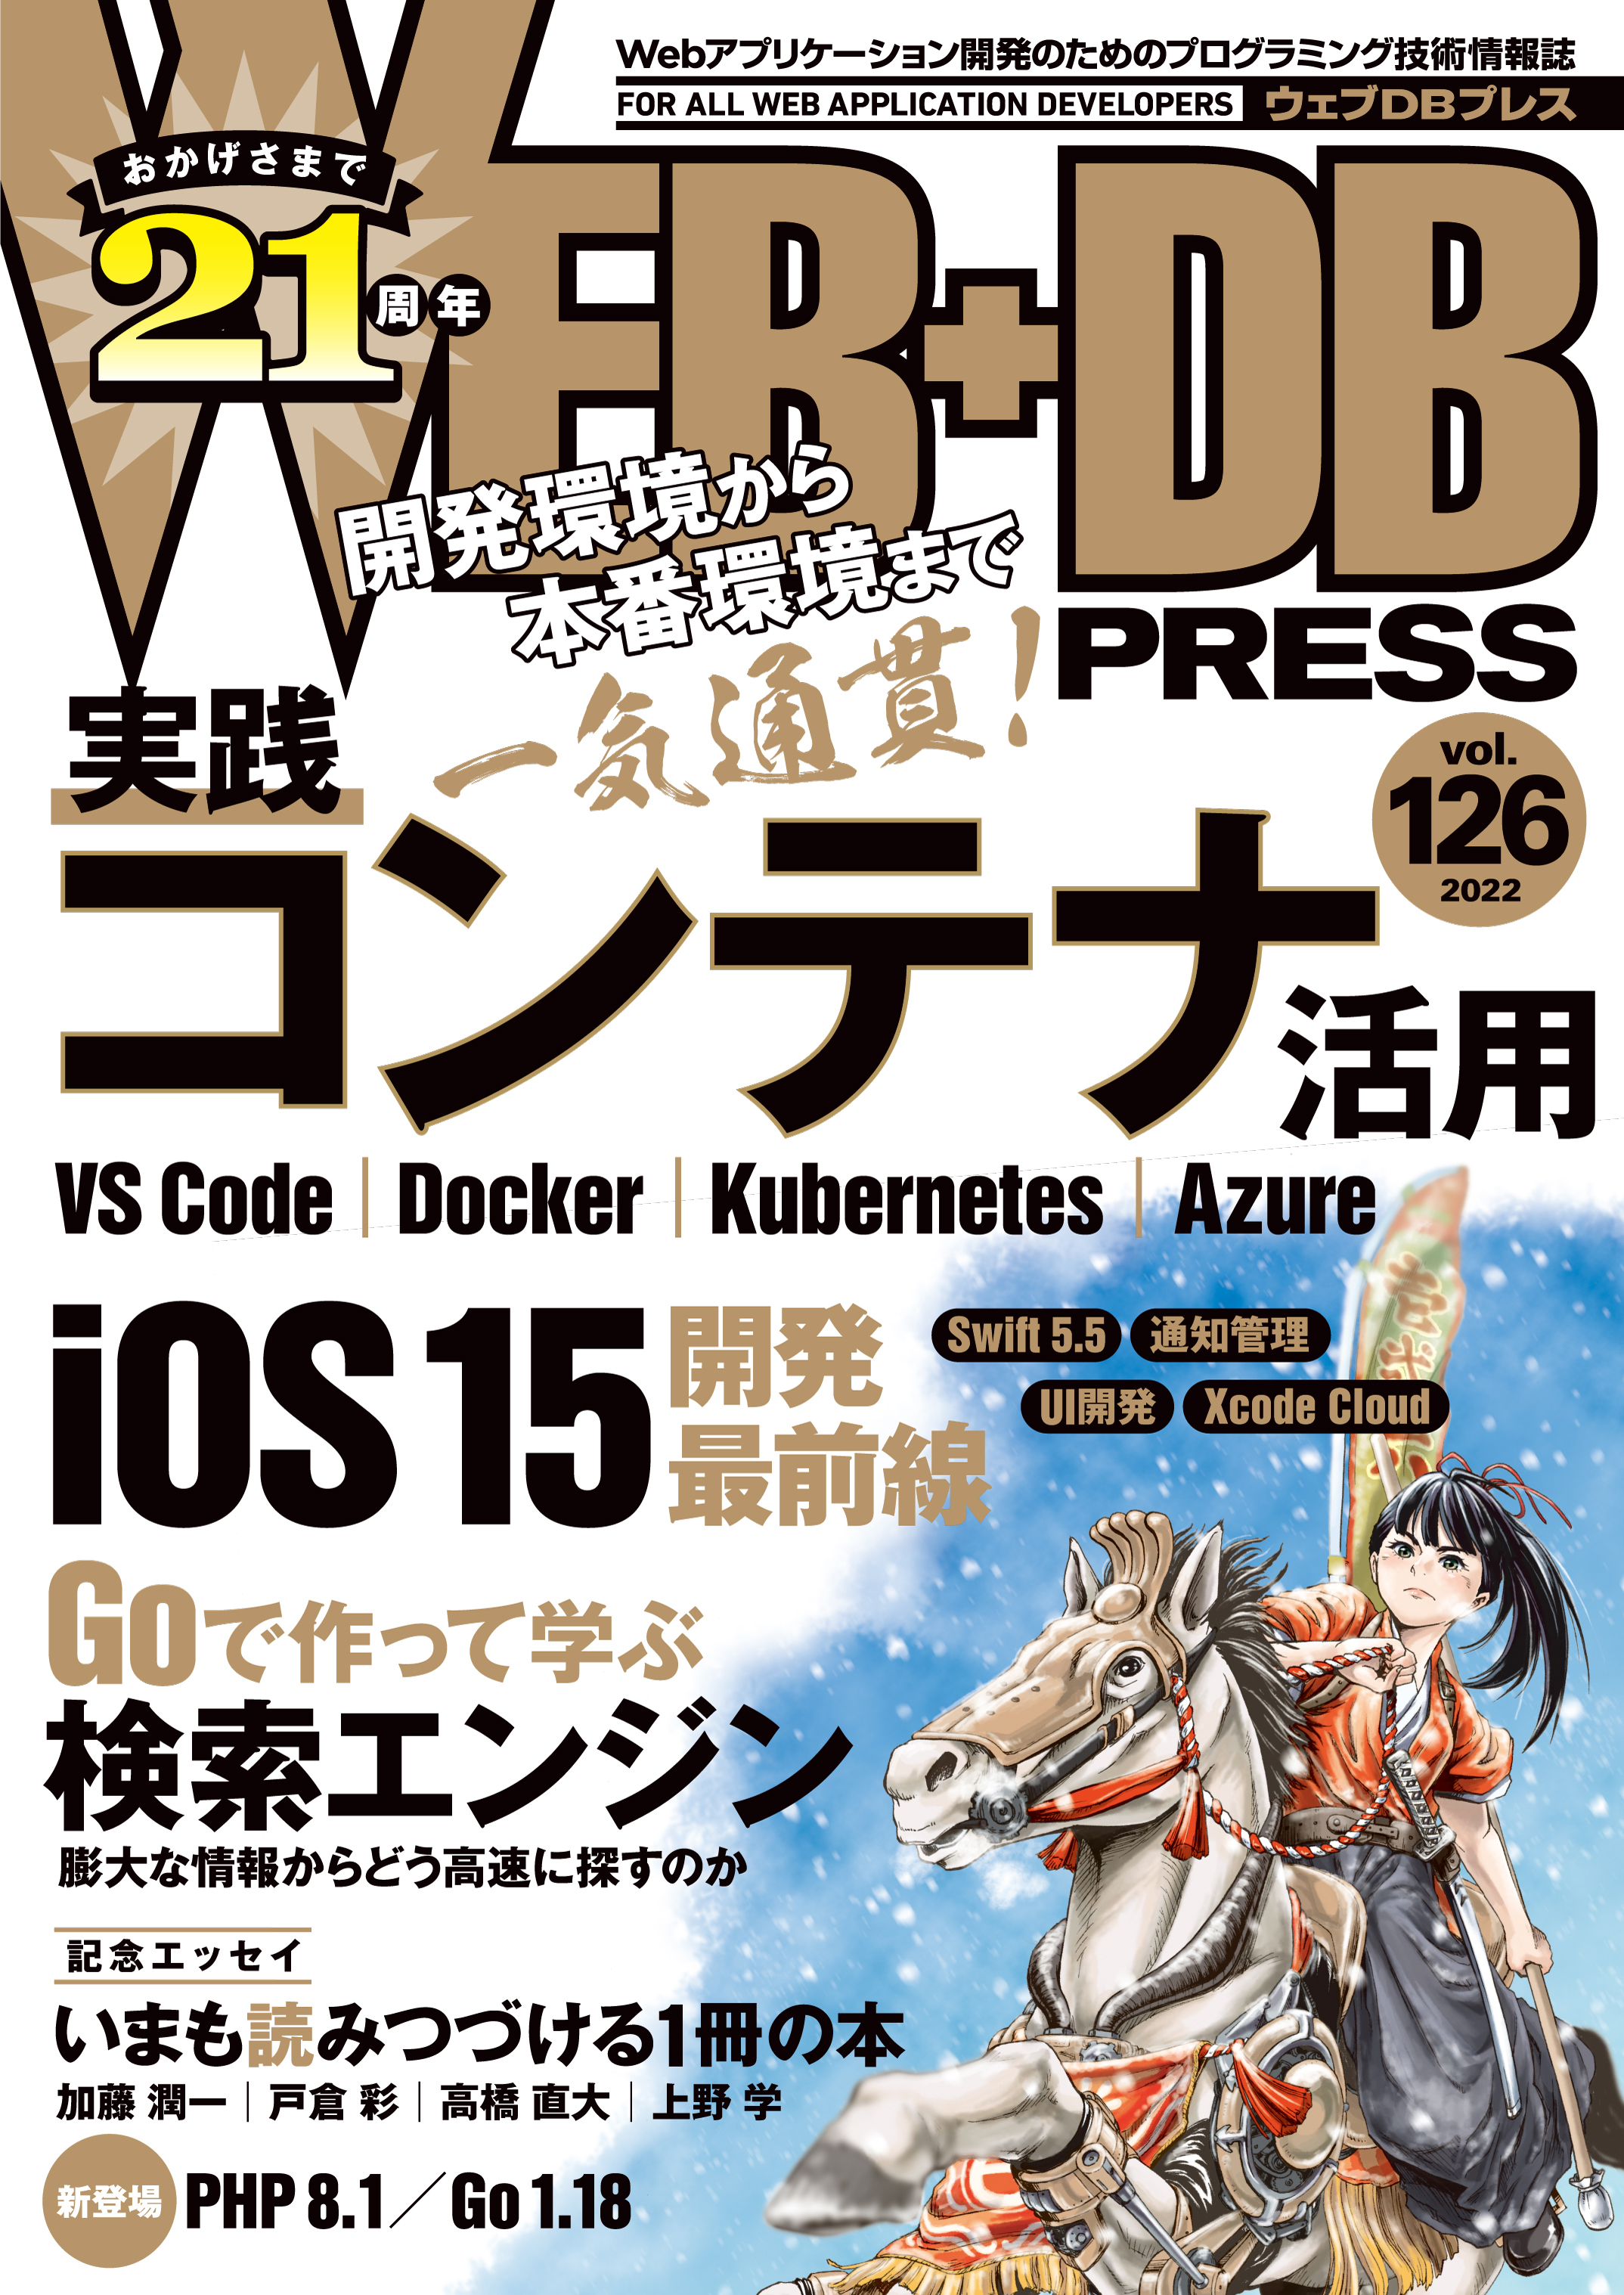 Webアプリケーション開発のためのプログラミング技術情報誌
FOR ALL WEB APPLICATION DEVELOPERS ウェブDBプレス
おかげさまで
21周年
WEB+DB
PRESS
vol.
126
2022
開発環境から
本番環境まで
一気通貫!
実践
コンテナ活用
VS Code | Docker | Kubernetes | Azure
iOS 15 開発
最前線
Swift 5.5 通知管理
UI開発 Xcode Cloud
Goで作って学ぶ
検索エンジン
膨大な情報からどう高速に探すのか
記念エッセイ
いまも読みつづける1冊の本
加藤 潤一|戸倉 彩|高橋 直大|上野 学
新登場 PHP 8.1/Go 1.18